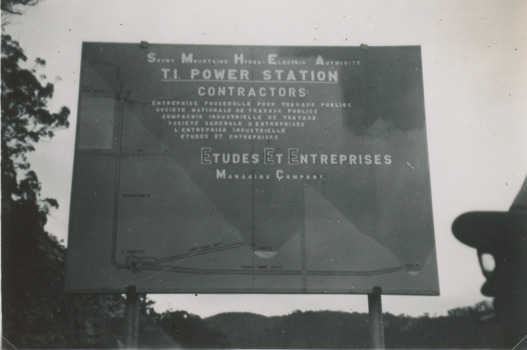 Snowy Mountains Hydro-Electric Authority
T.1 POWER STATION
CONTRACTORS
ENTREPRISE FOUGEROLLE POUR TRAVAUX PUBLICS
SOCIETE NATIONALE DE TRAVAUX PUBLICS
COMPAGNIE INDUSTRIELLE DE TRAVAUX
SOCIETE GENERALE D'ENTREPRISES
L'ENTREPRISE INDUSTRIELLE
ETUDES ET ENTREPRISES
ETUDES ET ENTREPRISES
MANAGING COMPANY